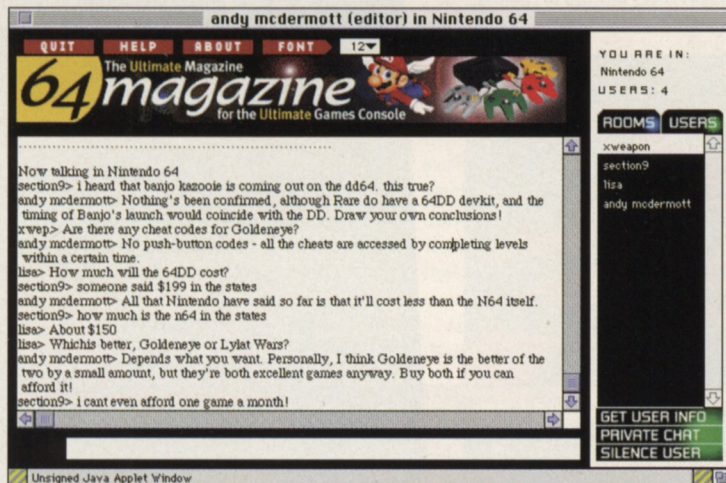 andy mcdermott (editor) in Nintendo 64
QUIT HELP ABOUT FONT 12
64 magazine
The Ultimate Magazine
for the Ultimate Games Console
Now talking in Nintendo 64
section9> i heard that banjo kazooie is coming out on the dd64. this true?
andy mcdermott> Nothing's been confirmed, although Rare do have a 64DD devkit, and the
timing of Banjo's launch would coincide with the DD. Draw your own conclusions!
xwep> Are there any cheat codes for Goldeneye?
andy mcdermott> No push-button codes - all the cheats are accessed by completing levels
within a certain time.
lisa> How much will the 64DD cost?
section9> someone said $199 in the states
andy mcdermott> All that Nintendo have said so far is that it'll cost less than the N64 itself.
section9> how much is the n64 in the states
lisa> About $150
lisa> Whichis better, Goldeneye or Lylat Wars?
andy mcdermott> Depends what you want. Personally, I think Goldeneye is the better of the
two by a small amount, but they're both excellent games anyway. Buy both if you can
afford it!
section9> i cant even afford one game a month!
Unsigned Java Applet Window
YOU ARE IN:
Nintendo 64
USERS: 4
ROOMS USERS
xweapon
section9
lisa
andy mcdermott
GET USER INFO
PRIVATE CHAT
SILENCE USER